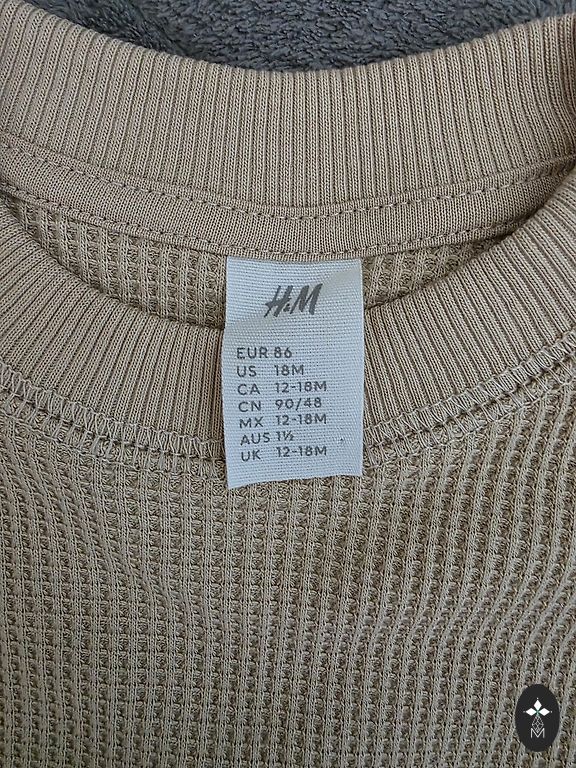 H&M
EUR 86
US 18M
CA 12-18M
CN 90/48
MX 12-18M
AUS 1½
UK 12-18M
M